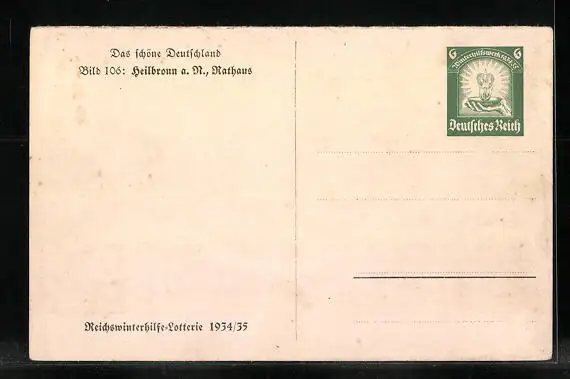 Das schöne Deutschland
Bild 106: Heilbronn a. N., Rathaus
6 6
Winterhilfswerk 1934/35
Deutsches Reich
Reichswinterhilfe-Lotterie 1934/35